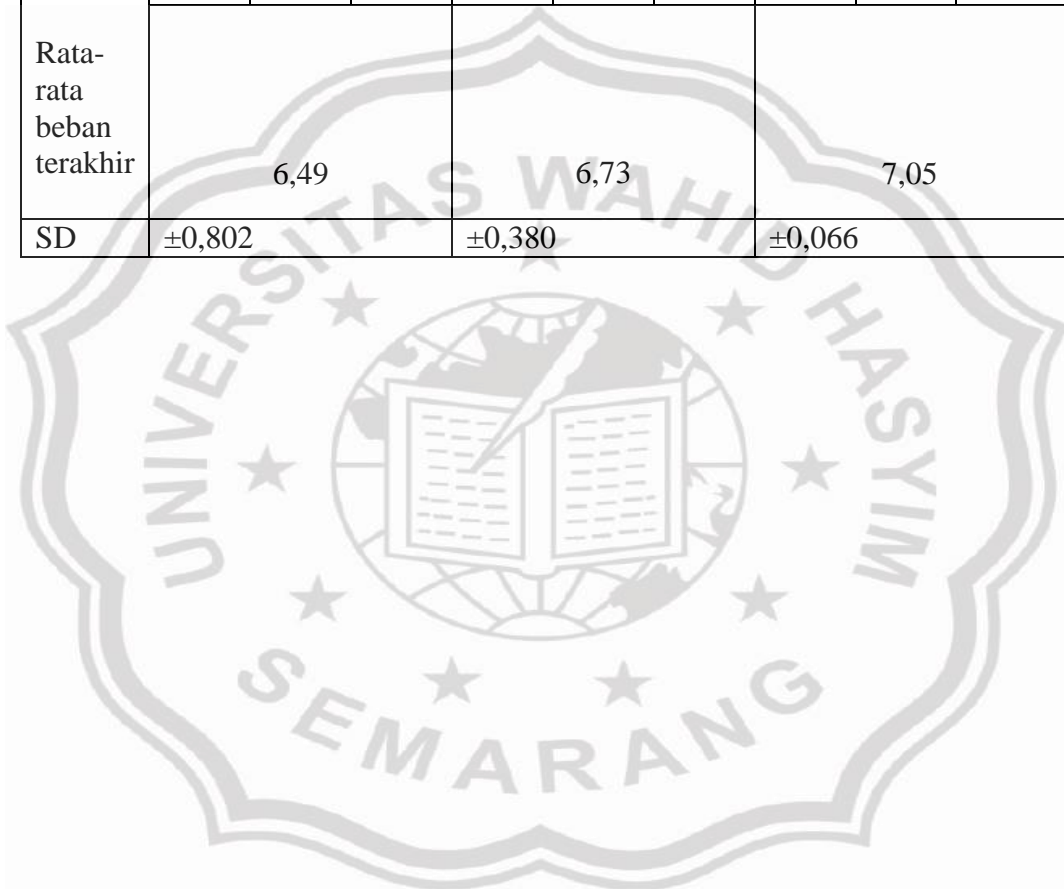 Rata-
rata
beban
terakhir 6,49 6,73 7,05
SD ±0,802 ±0,380 ±0,066
UNIVERSITAS WAHID HASYIM
SEMARANG